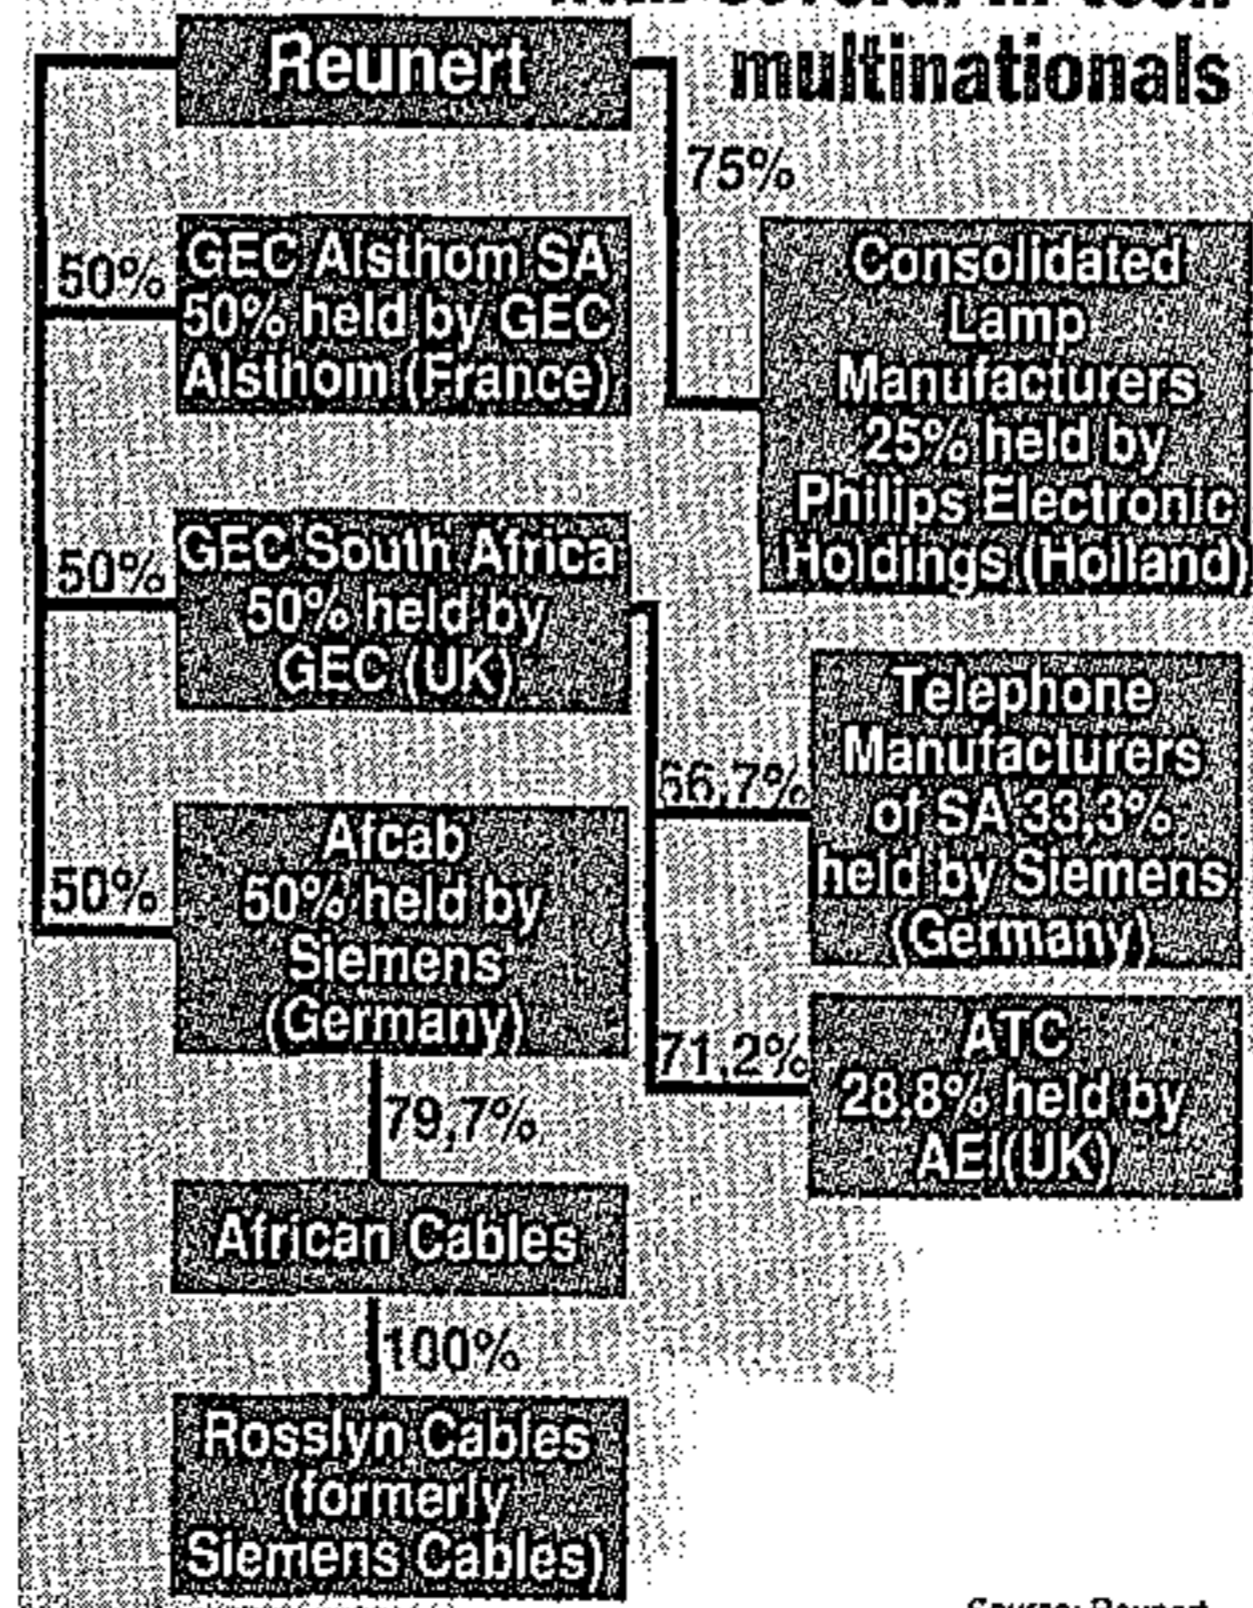 multinationals
Reunert
75%
50%
GEC Alsthom SA
50% held by GEC
Alsthom (France)
Consolidated
Lamp
Manufacturers
25% held by
Philips Electronic
Holdings (Holland)
50%
GEC South Africa
50% held by
GEC (UK)
66,7%
Telephone
Manufacturers
of SA 33,3%
held by Siemens
(Germany)
50%
Afcab
50% held by
Siemens
(Germany)
71,2%
ATC
28,8% held by
AEI (UK)
79,7%
African Cables
100%
Rosslyn Cables
(formerly
Siemens Cables)
Source: Reunert